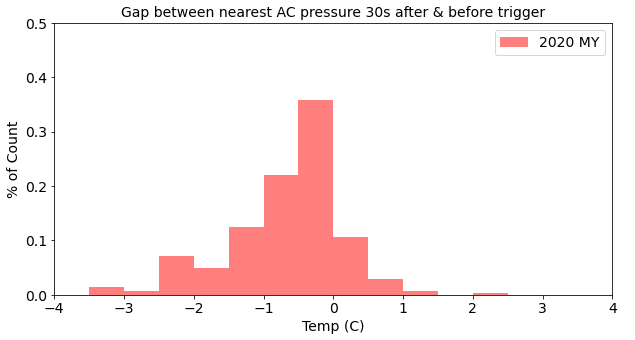 Gap between nearest AC pressure 30s after & before trigger
0.5
2020 MY
0.4
0.3
% of Count
0.2
0.1
0.0
−4 −3 −2 −1 0 1 2 3 4
Temp (C)